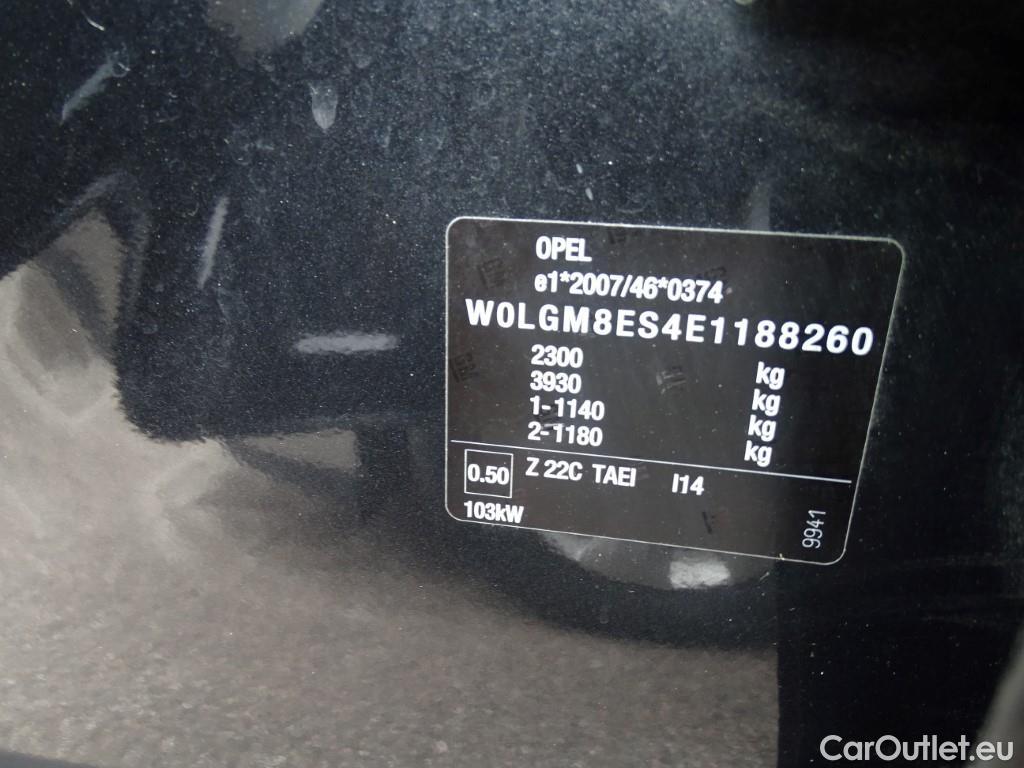 OPEL
e1*2007/46*0374
W0LGM8ES4E1188260
2300 kg
3930 kg
1-1140 kg
2-1180 kg
0.50 Z 22C TAEI I14
103kW
9941
CarOutlet.eu